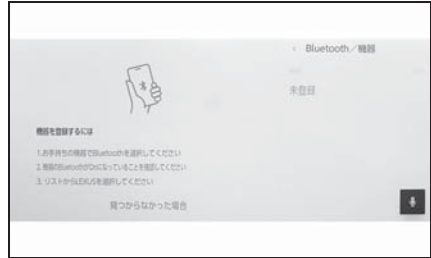 < Bluetooth／機器
未登録
機器を登録するには
1.お手持ちの機器でBluetoothを選択してください
2.機器のBluetoothがOnになっていることを確認してください
3.リストからLEXUSを選択してください
見つからなかった場合